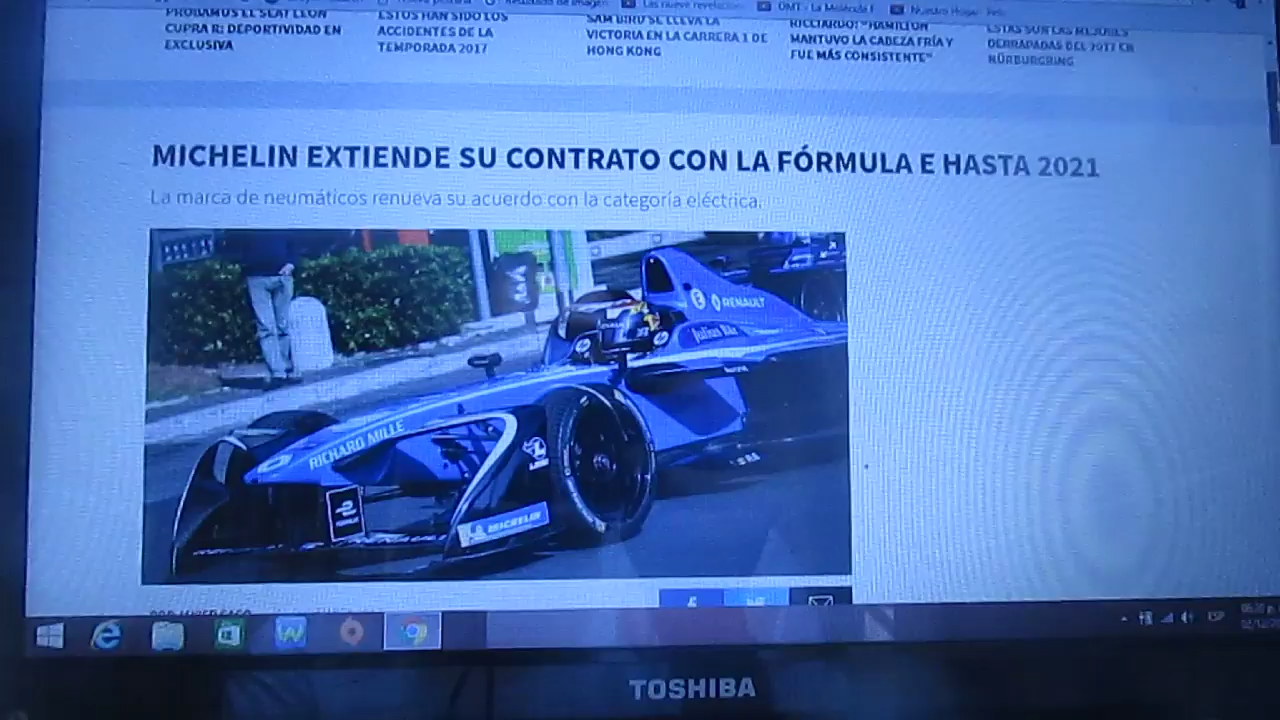 PROBAMOS EL SEAT LEÓN
CUPRA R: DEPORTIVIDAD EN
EXCLUSIVA
ESTOS HAN SIDO LOS
ACCIDENTES DE LA
TEMPORADA 2017
SAM BIRD SE LLEVA LA
VICTORIA EN LA CARRERA 1 DE
HONG KONG
RICCIARDO: "HAMILTON
MANTUVO LA CABEZA FRÍA Y
FUE MÁS CONSISTENTE"
ESTAS SON LAS MEJORES
DERRAPADAS DEL 2017 EN
NÜRBURGRING
MICHELIN EXTIENDE SU CONTRATO CON LA FÓRMULA E HASTA 2021
La marca de neumáticos renueva su acuerdo con la categoría eléctrica.
RENAULT
Julius Bär
RICHARD MILLE
MICHELIN
ESP
TOSHIBA